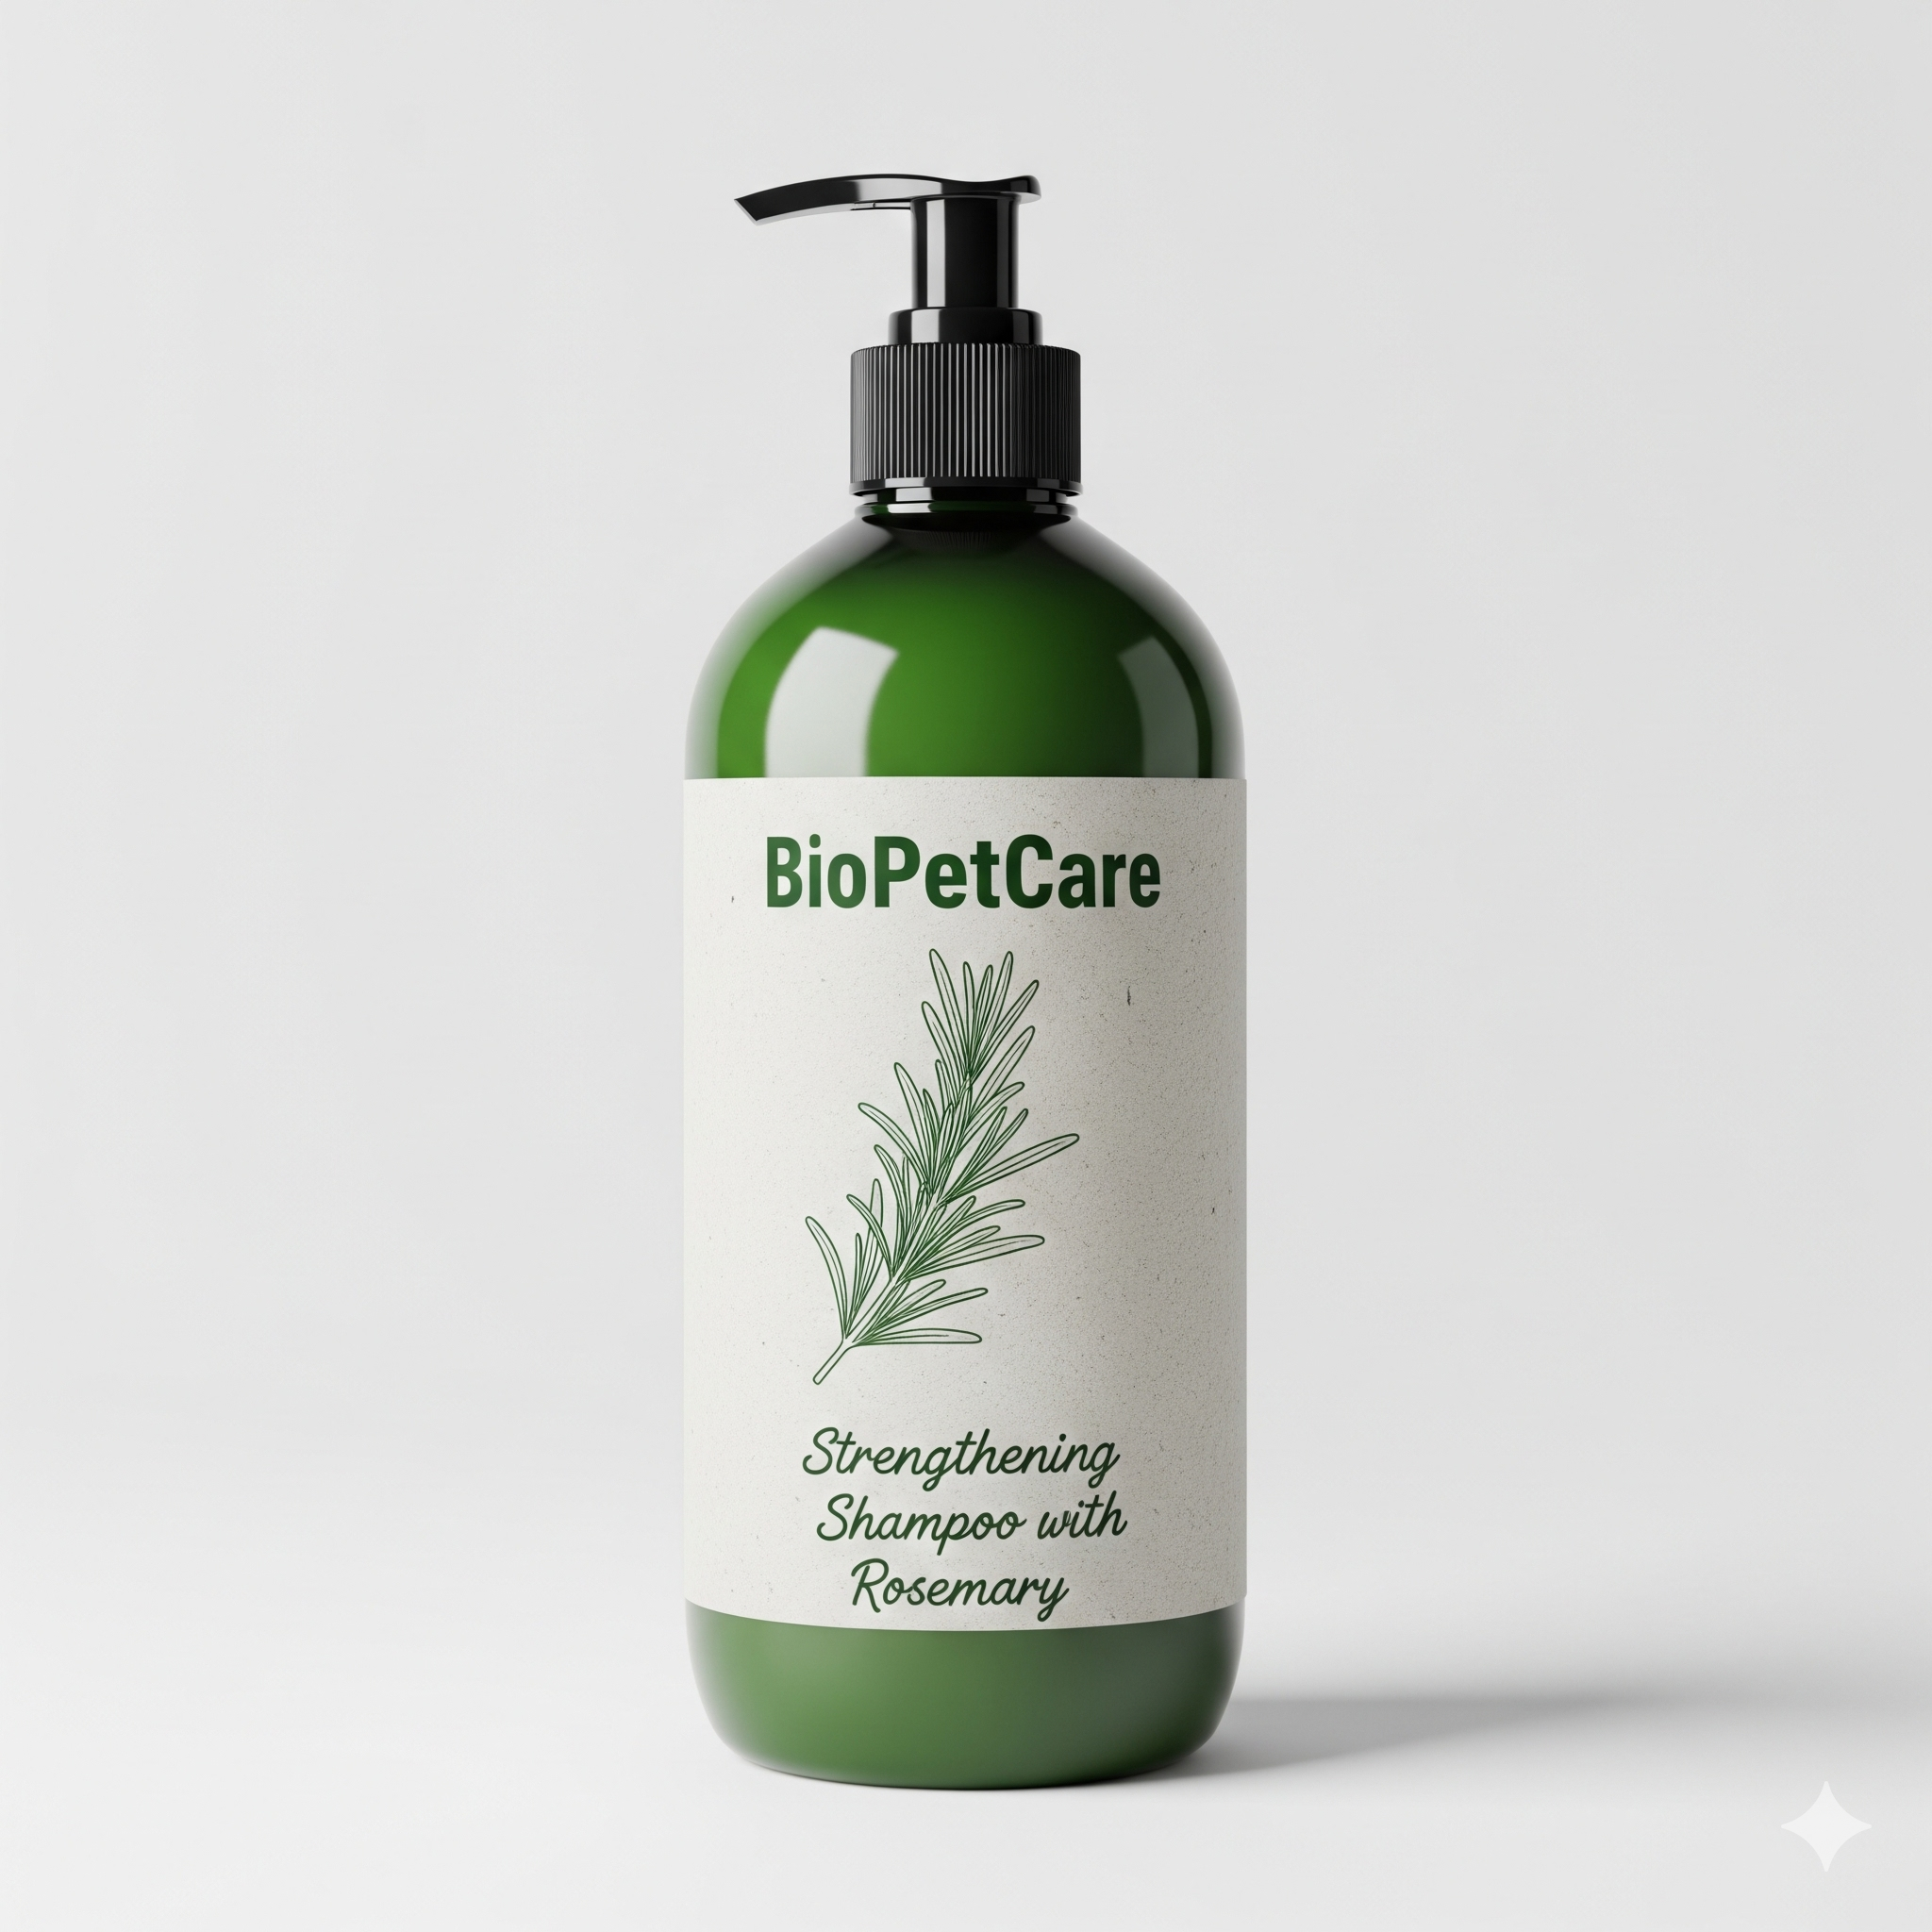 BioPetCare
Strengthening
Shampoo with
Rosemary